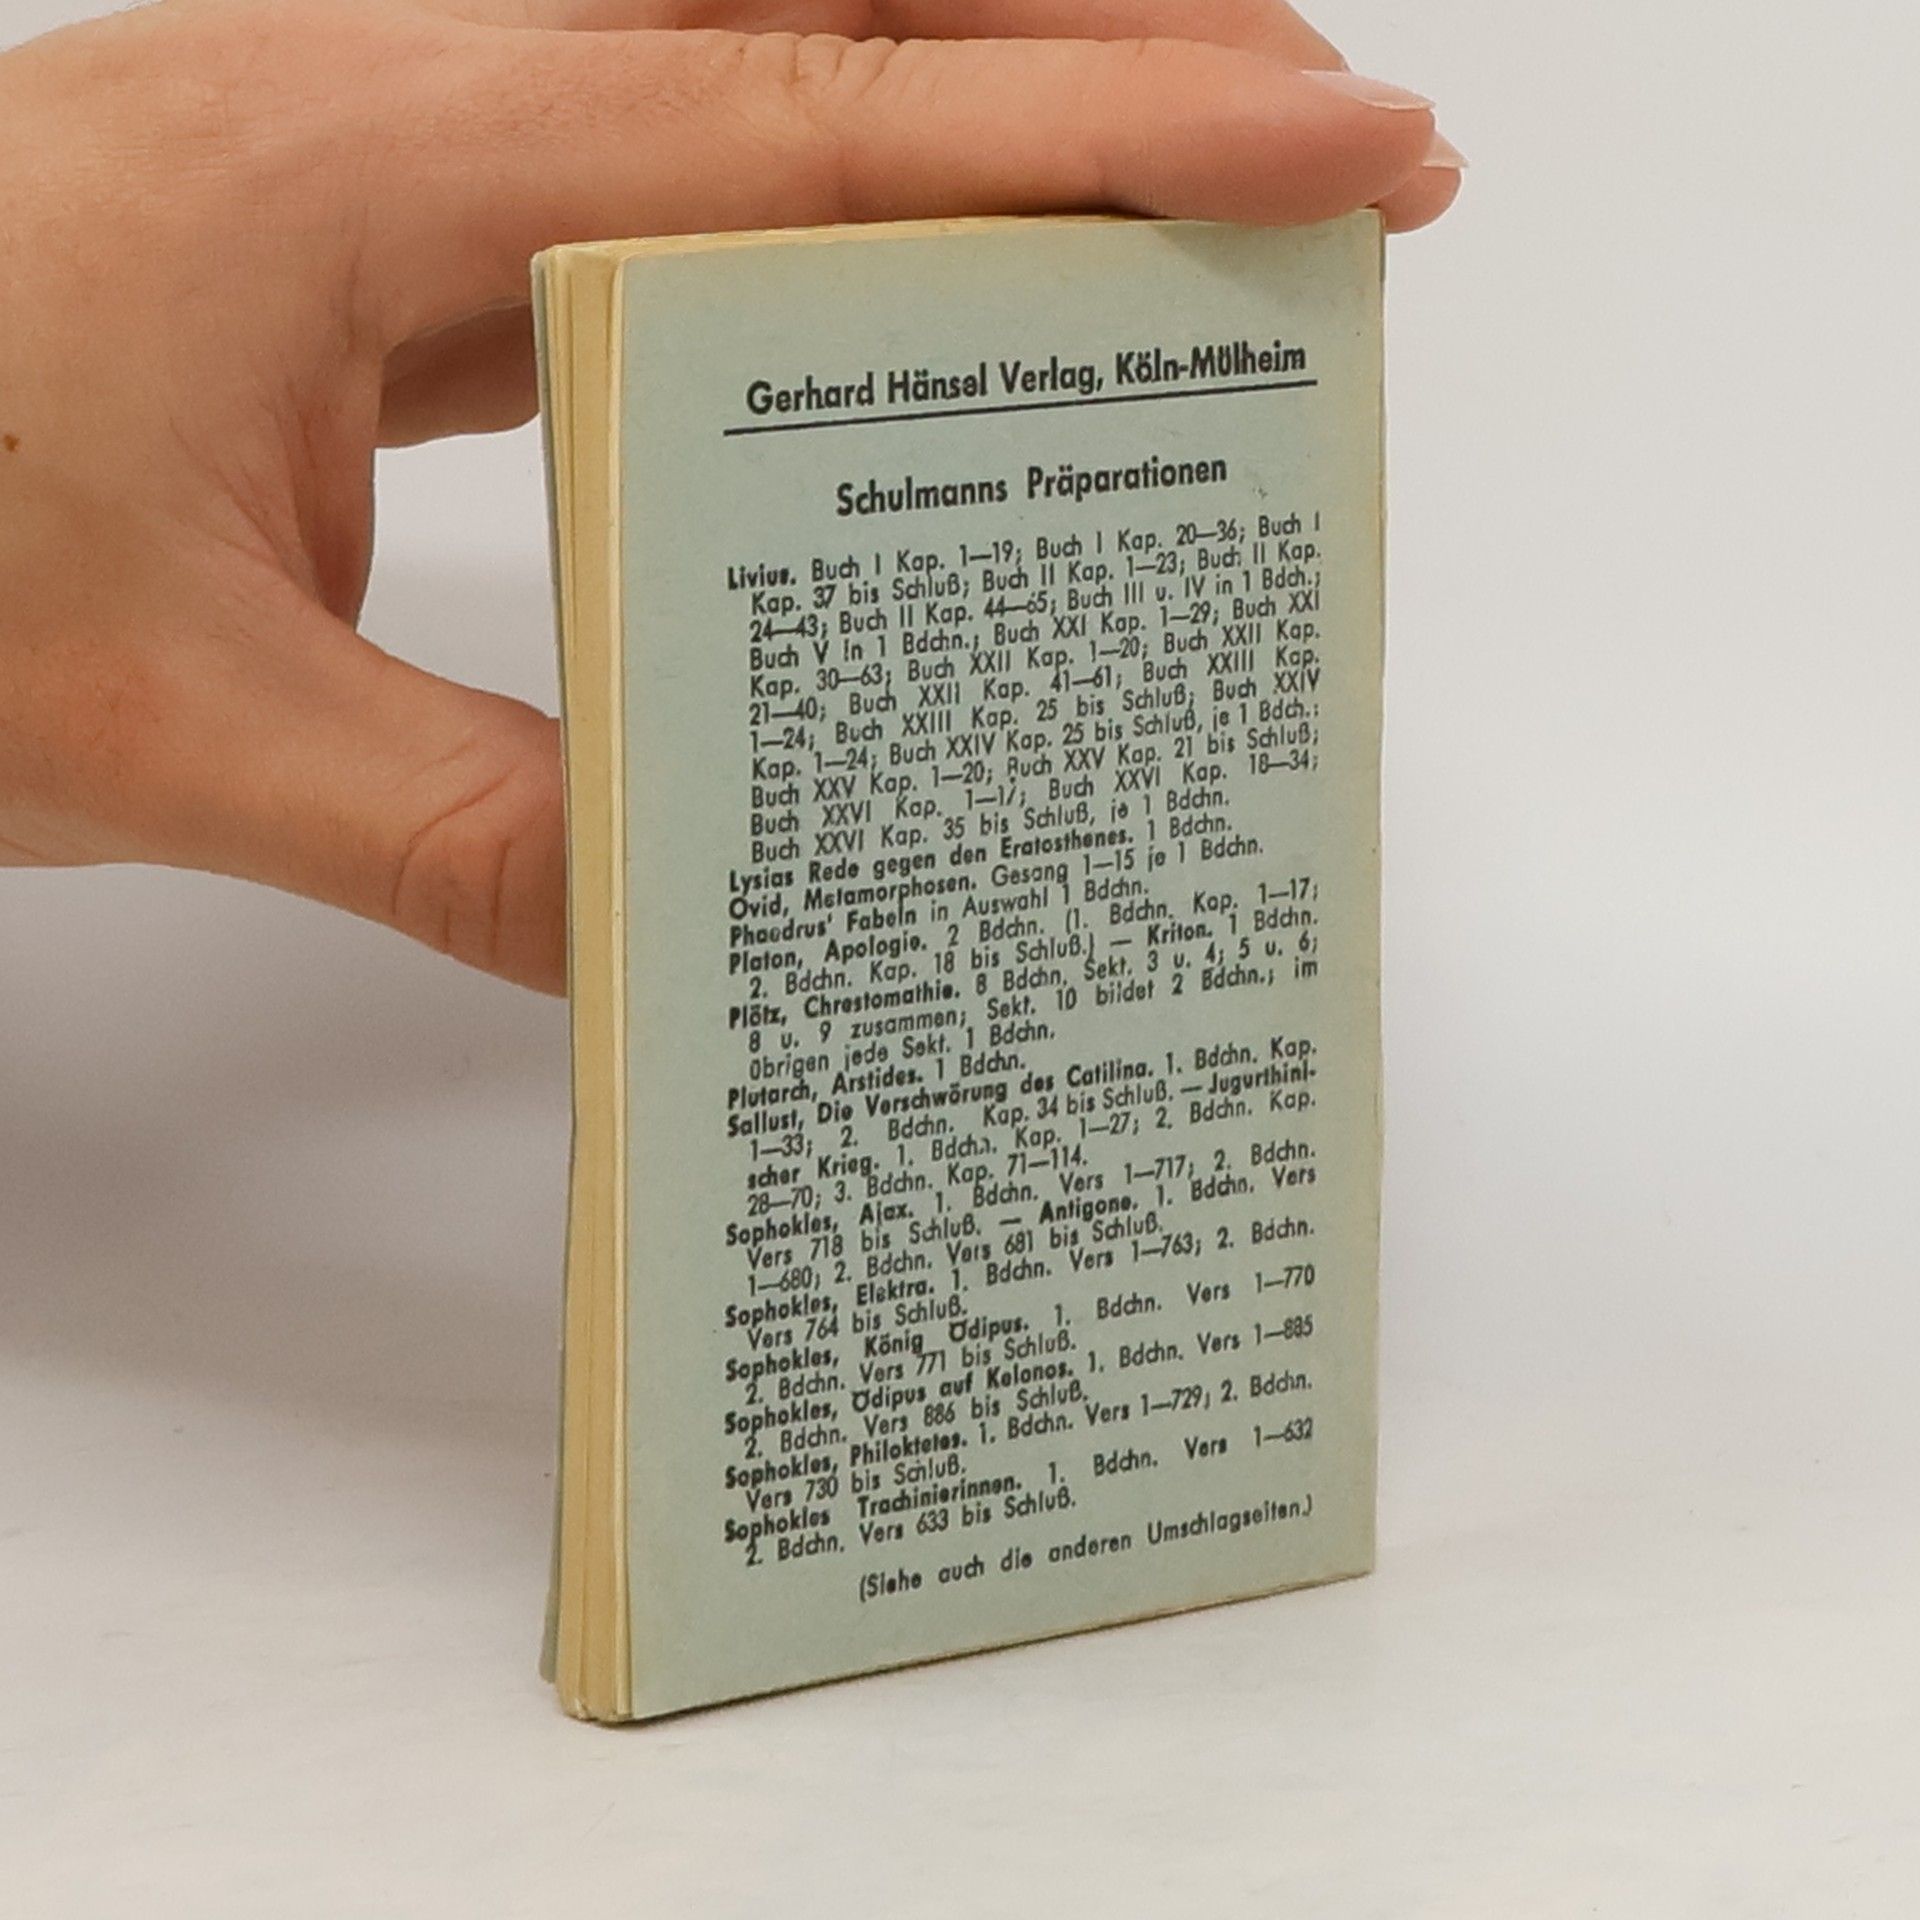 Gerhard Hänsel Verlag, Köln-Mülheim
Schulmanns Präparationen
Livius. Buch I Kap. 1—19; Buch I Kap. 20—36; Buch I
Kap. 37 bis Schluß; Buch II Kap. 1—23; Buch II Kap.
24—43; Buch II Kap. 44—65; Buch III u. IV in 1 Bdch.;
Buch V in 1 Bdchn.; Buch XXI Kap. 1—29; Buch XXI
Kap. 30—63; Buch XXII Kap. 1—20; Buch XXII Kap.
21—40; Buch XXII Kap. 41—61; Buch XXIII Kap.
1—24; Buch XXIII Kap. 25 bis Schluß; Buch XXIV
Kap. 1—24; Buch XXIV Kap. 25 bis Schluß, je 1 Bdch.;
Buch XXV Kap. 1—20; Buch XXV Kap. 21 bis Schluß;
Buch XXVI Kap. 1—17; Buch XXVI Kap. 18—34;
Buch XXVI Kap. 35 bis Schluß, je 1 Bdchn.
Lysias Rede gegen den Eratosthenes. 1 Bdchn.
Ovid, Metamorphosen. Gesang 1—15 je 1 Bdchn.
Phaedrus' Fabeln in Auswahl 1 Bdchn.
Platon, Apologie. 2 Bdchn. (1. Bdchn. Kap. 1—17;
2. Bdchn. Kap. 18 bis Schluß.) — Kriton. 1 Bdchn.
Plötz, Chrestomathie. 8 Bdchn. Sekt. 3 u. 4; 5 u. 6;
8 u. 9 zusammen; Sekt. 10 bildet 2 Bdchn.; im
übrigen jede Sekt. 1 Bdchn.
Plutarch, Arstides. 1 Bdchn.
Sallust, Die Verschwörung des Catilina. 1. Bdchn. Kap.
1—33; 2. Bdchn. Kap. 34 bis Schluß. — Jugurthini-
scher Krieg. 1. Bdchn. Kap. 1—27; 2. Bdchn. Kap.
28—70; 3. Bdchn. Kap. 71—114.
Sophokles, Ajax. 1. Bdchn. Vers 1—717; 2. Bdchn.
Vers 718 bis Schluß. — Antigone. 1. Bdchn. Vers
1—680; 2. Bdchn. Vers 681 bis Schluß.
Sophokles, Elektra. 1. Bdchn. Vers 1—763; 2. Bdchn.
Vers 764 bis Schluß.
Sophokles, König Ödipus. 1. Bdchn. Vers 1—770
2. Bdchn. Vers 771 bis Schluß.
Sophokles, Ödipus auf Kolonos. 1. Bdchn. Vers 1—885
2. Bdchn. Vers 886 bis Schluß.
Sophokles, Philoktetes. 1. Bdchn. Vers 1—729; 2. Bdchn.
Vers 730 bis Schluß.
Sophokles Trachinierinnen. 1. Bdchn. Vers 1—632
2. Bdchn. Vers 633 bis Schluß.
(Siehe auch die anderen Umschlagseiten.)